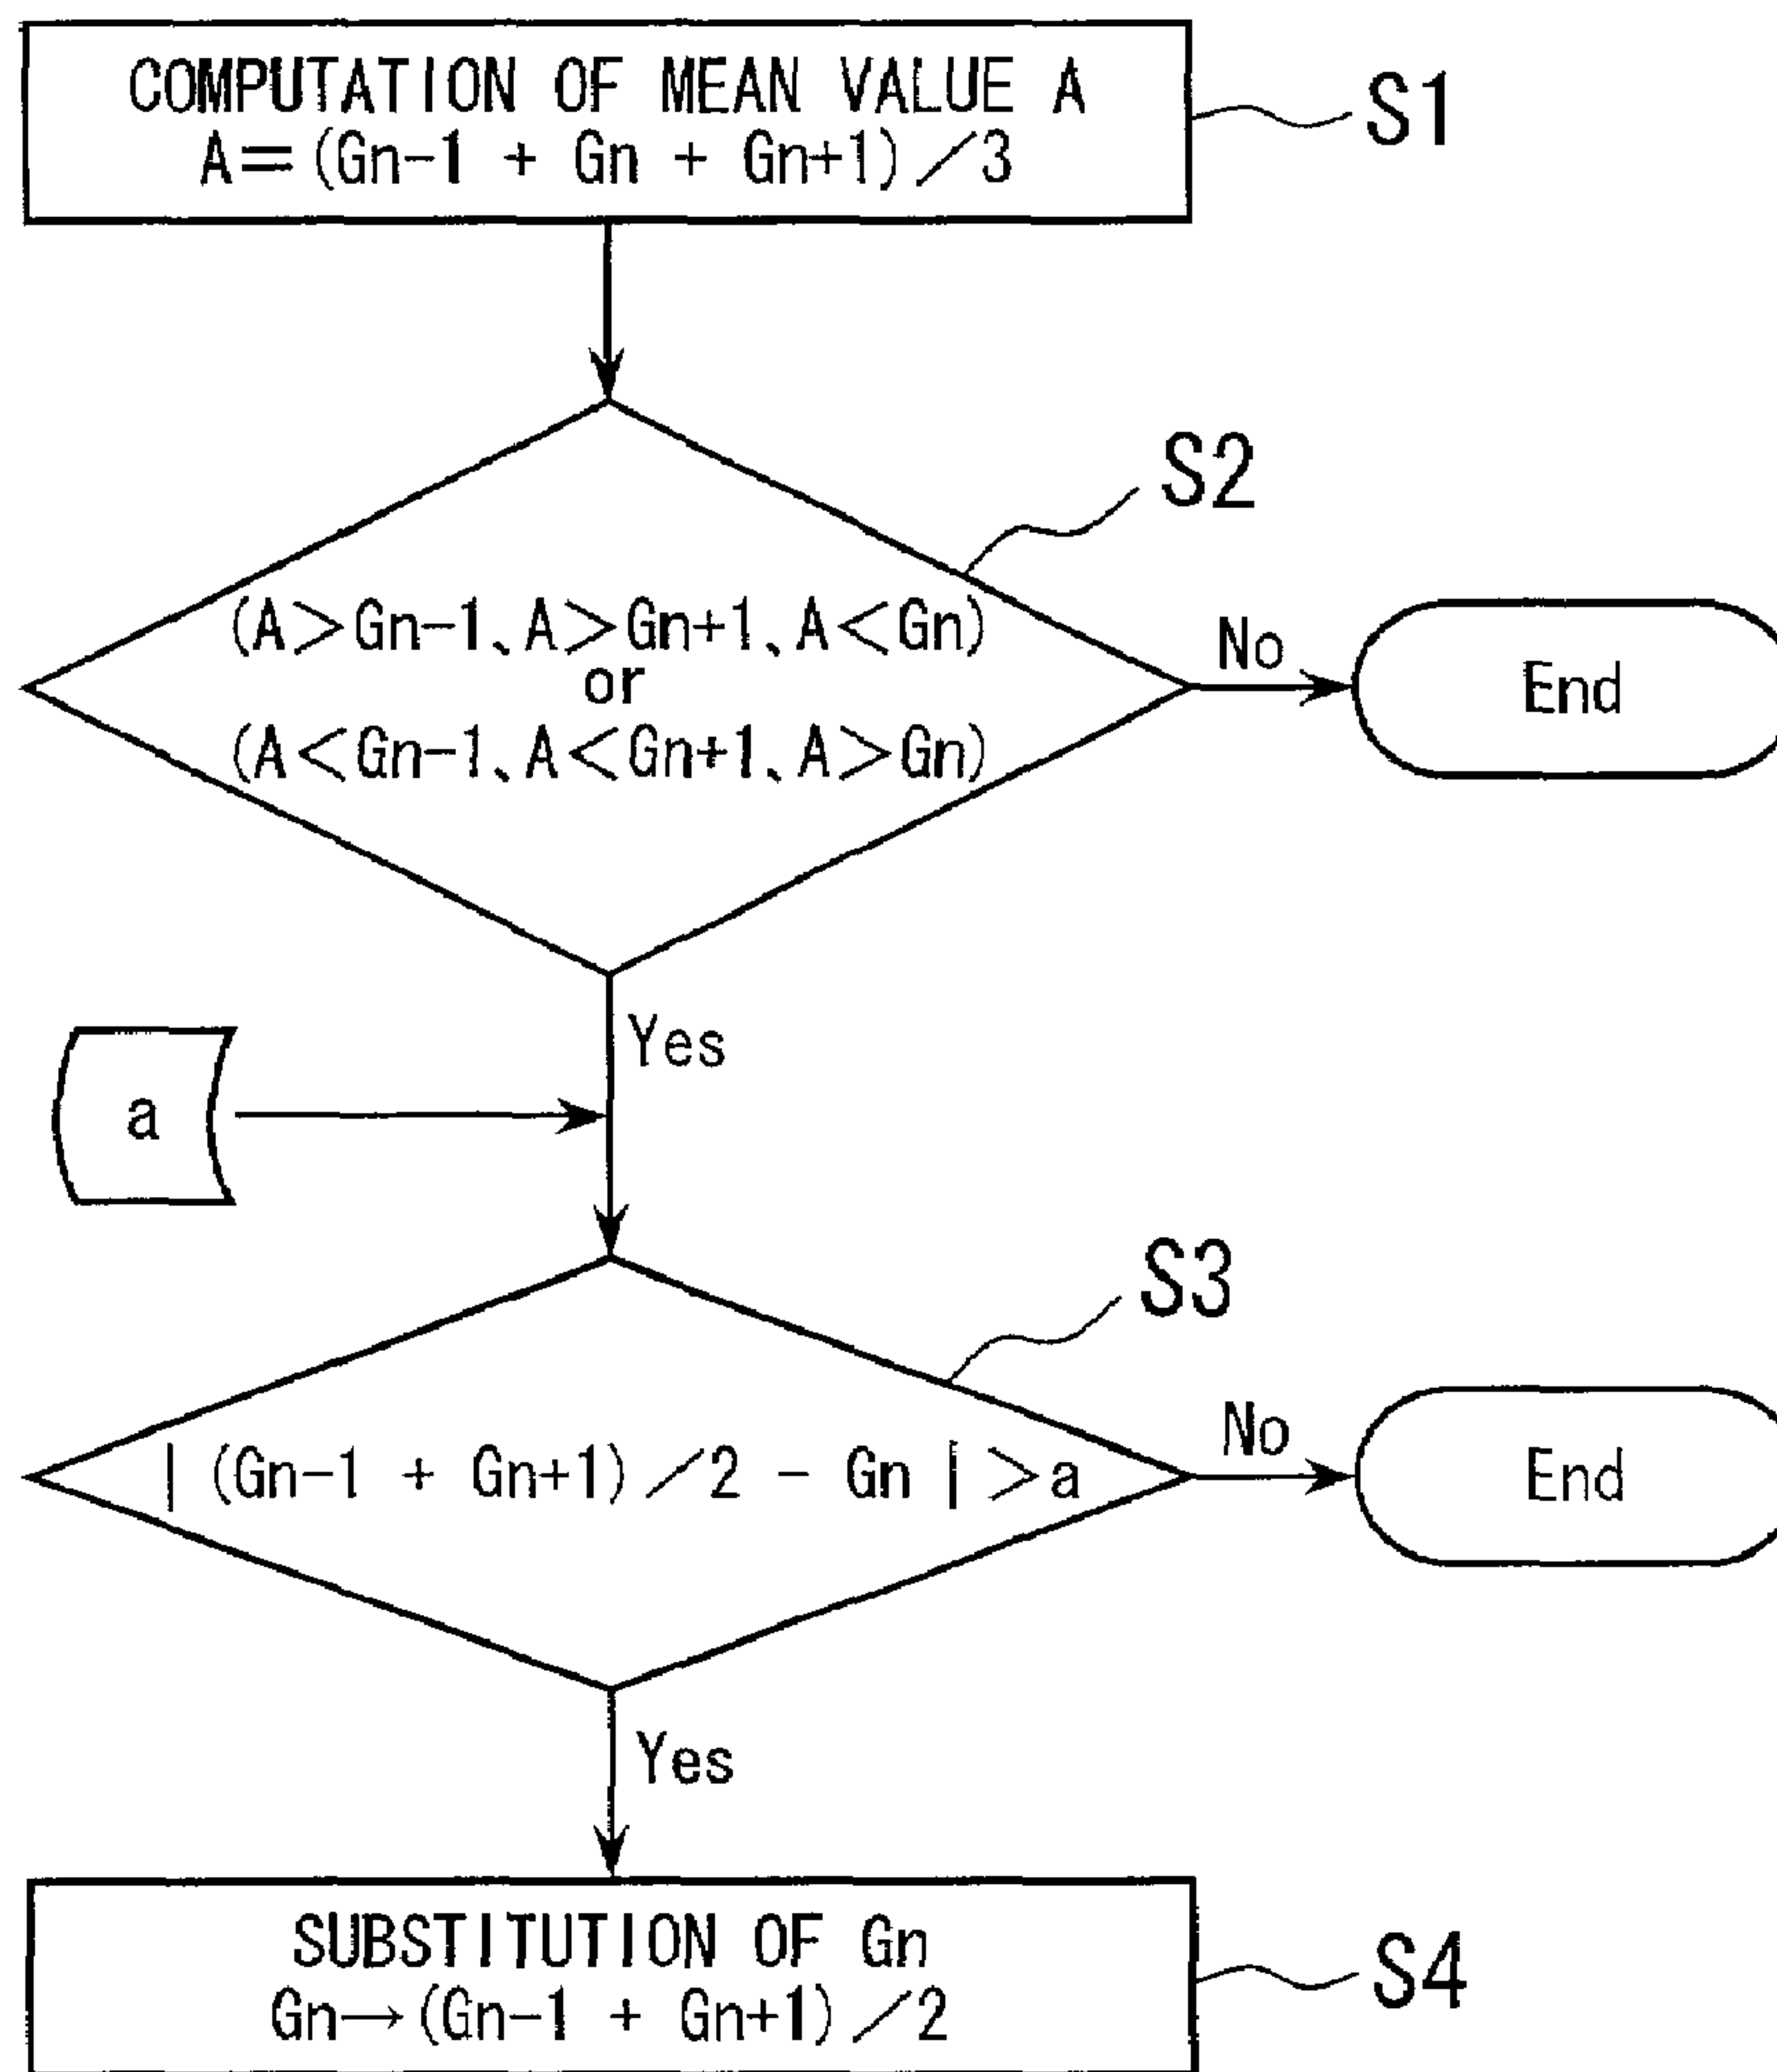 COMPUTATION OF MEAN VALUE A
A=(Gn-1 + Gn + Gn+1)/3
S1
S2
(A>Gn-1、A>Gn+1、A<Gn)
or
(A<Gn-1、A<Gn+1、A>Gn)
No
End
Yes
a
S3
| (Gn-1 + Gn+1)/2 - Gn |>a
No
End
Yes
SUBSTITUTION OF Gn
Gn→(Gn-1 + Gn+1)/2
S4